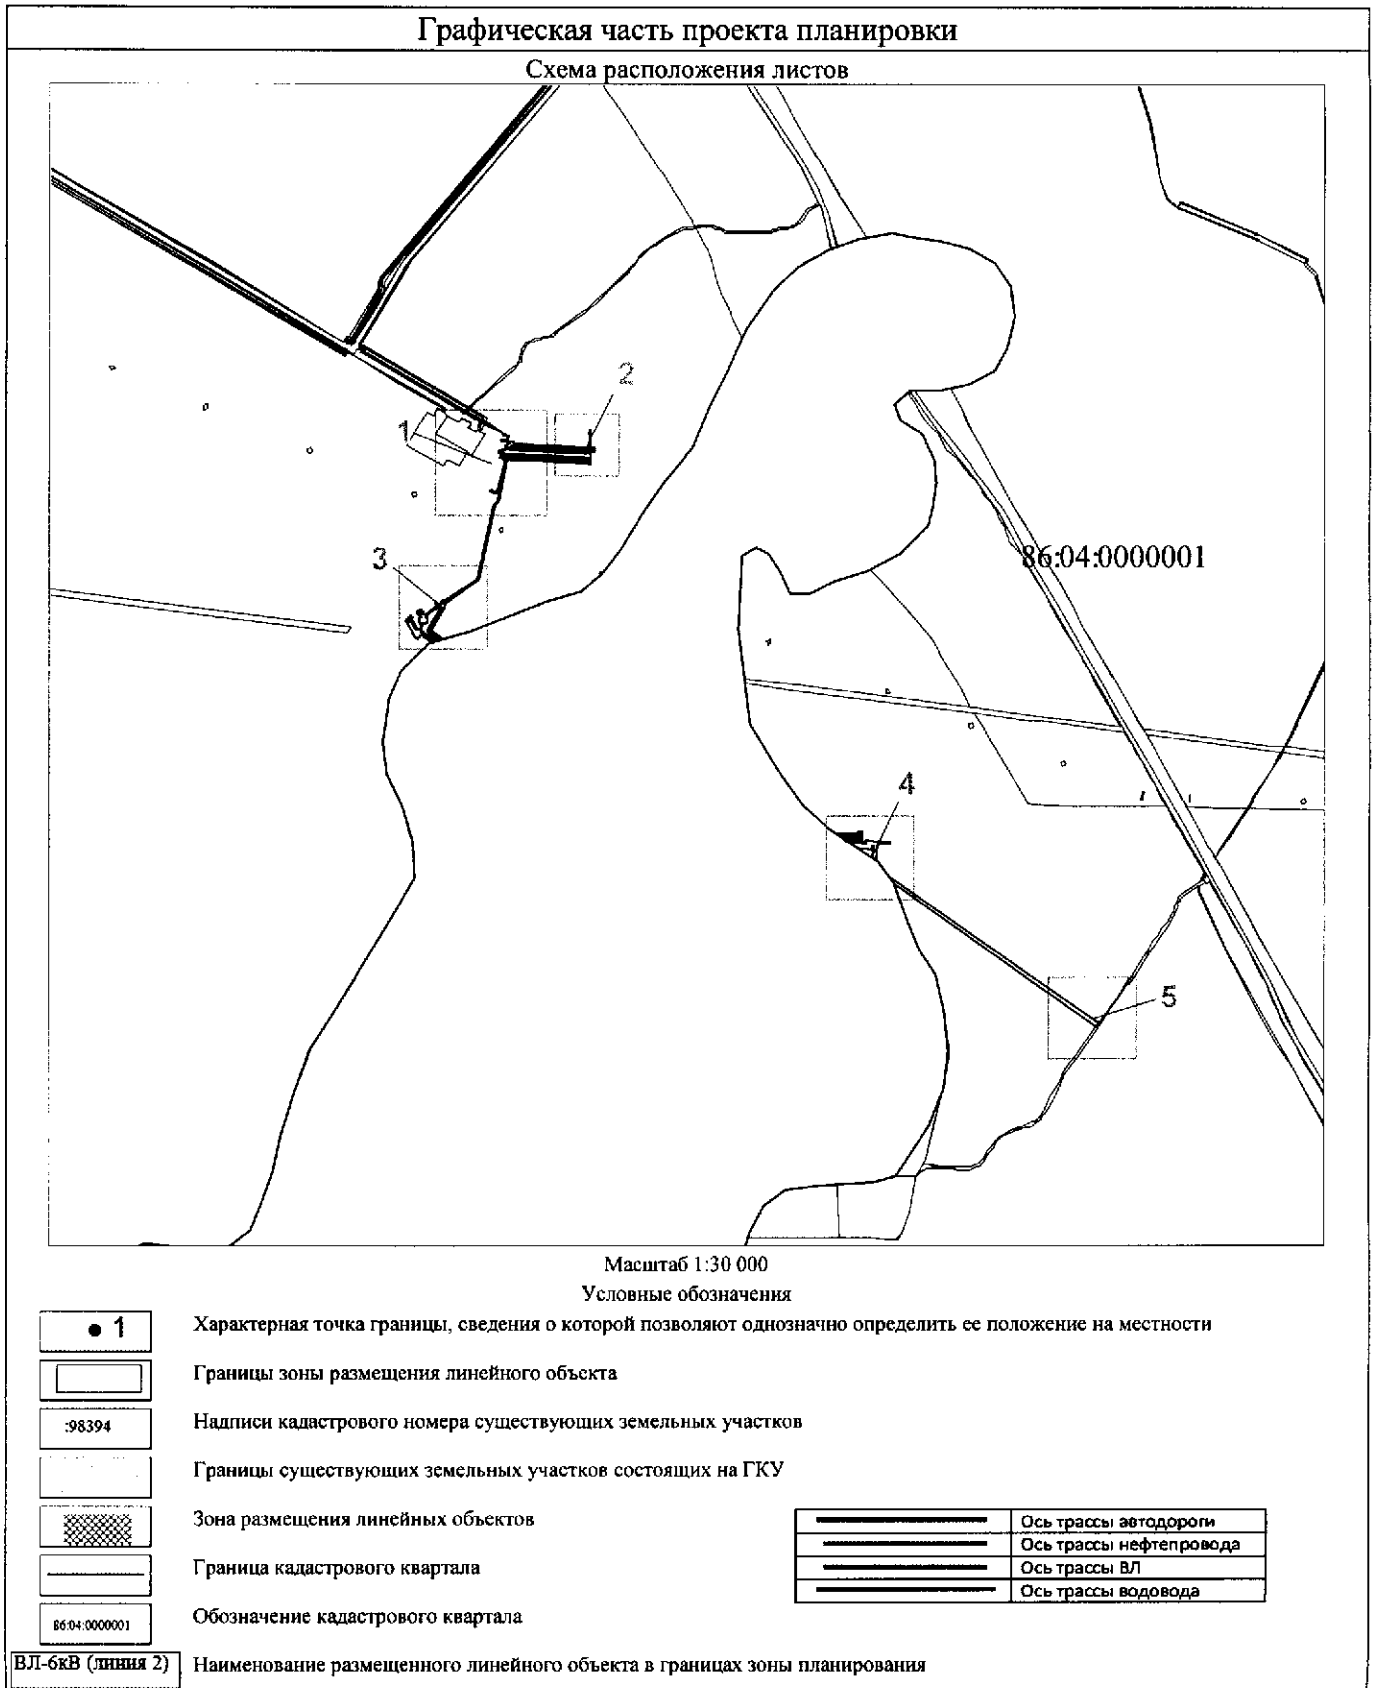 Графическая часть проекта планировки
Схема расположения листов
2
1
86:04:0000001
3
4
5
Масштаб 1:30 000
Условные обозначения
● 1
Характерная точка границы, сведения о которой позволяют однозначно определить ее положение на местности
Границы зоны размещения линейного объекта
:98394
Надписи кадастрового номера существующих земельных участков
Границы существующих земельных участков состоящих на ГКУ
Зона размещения линейных объектов
Ось трассы автодороги
Ось трассы нефтепровода
Ось трассы ВЛ
Ось трассы водовода
Граница кадастрового квартала
86:04:0000001
Обозначение кадастрового квартала
ВЛ-6кВ (линия 2)
Наименование размещенного линейного объекта в границах зоны планирования